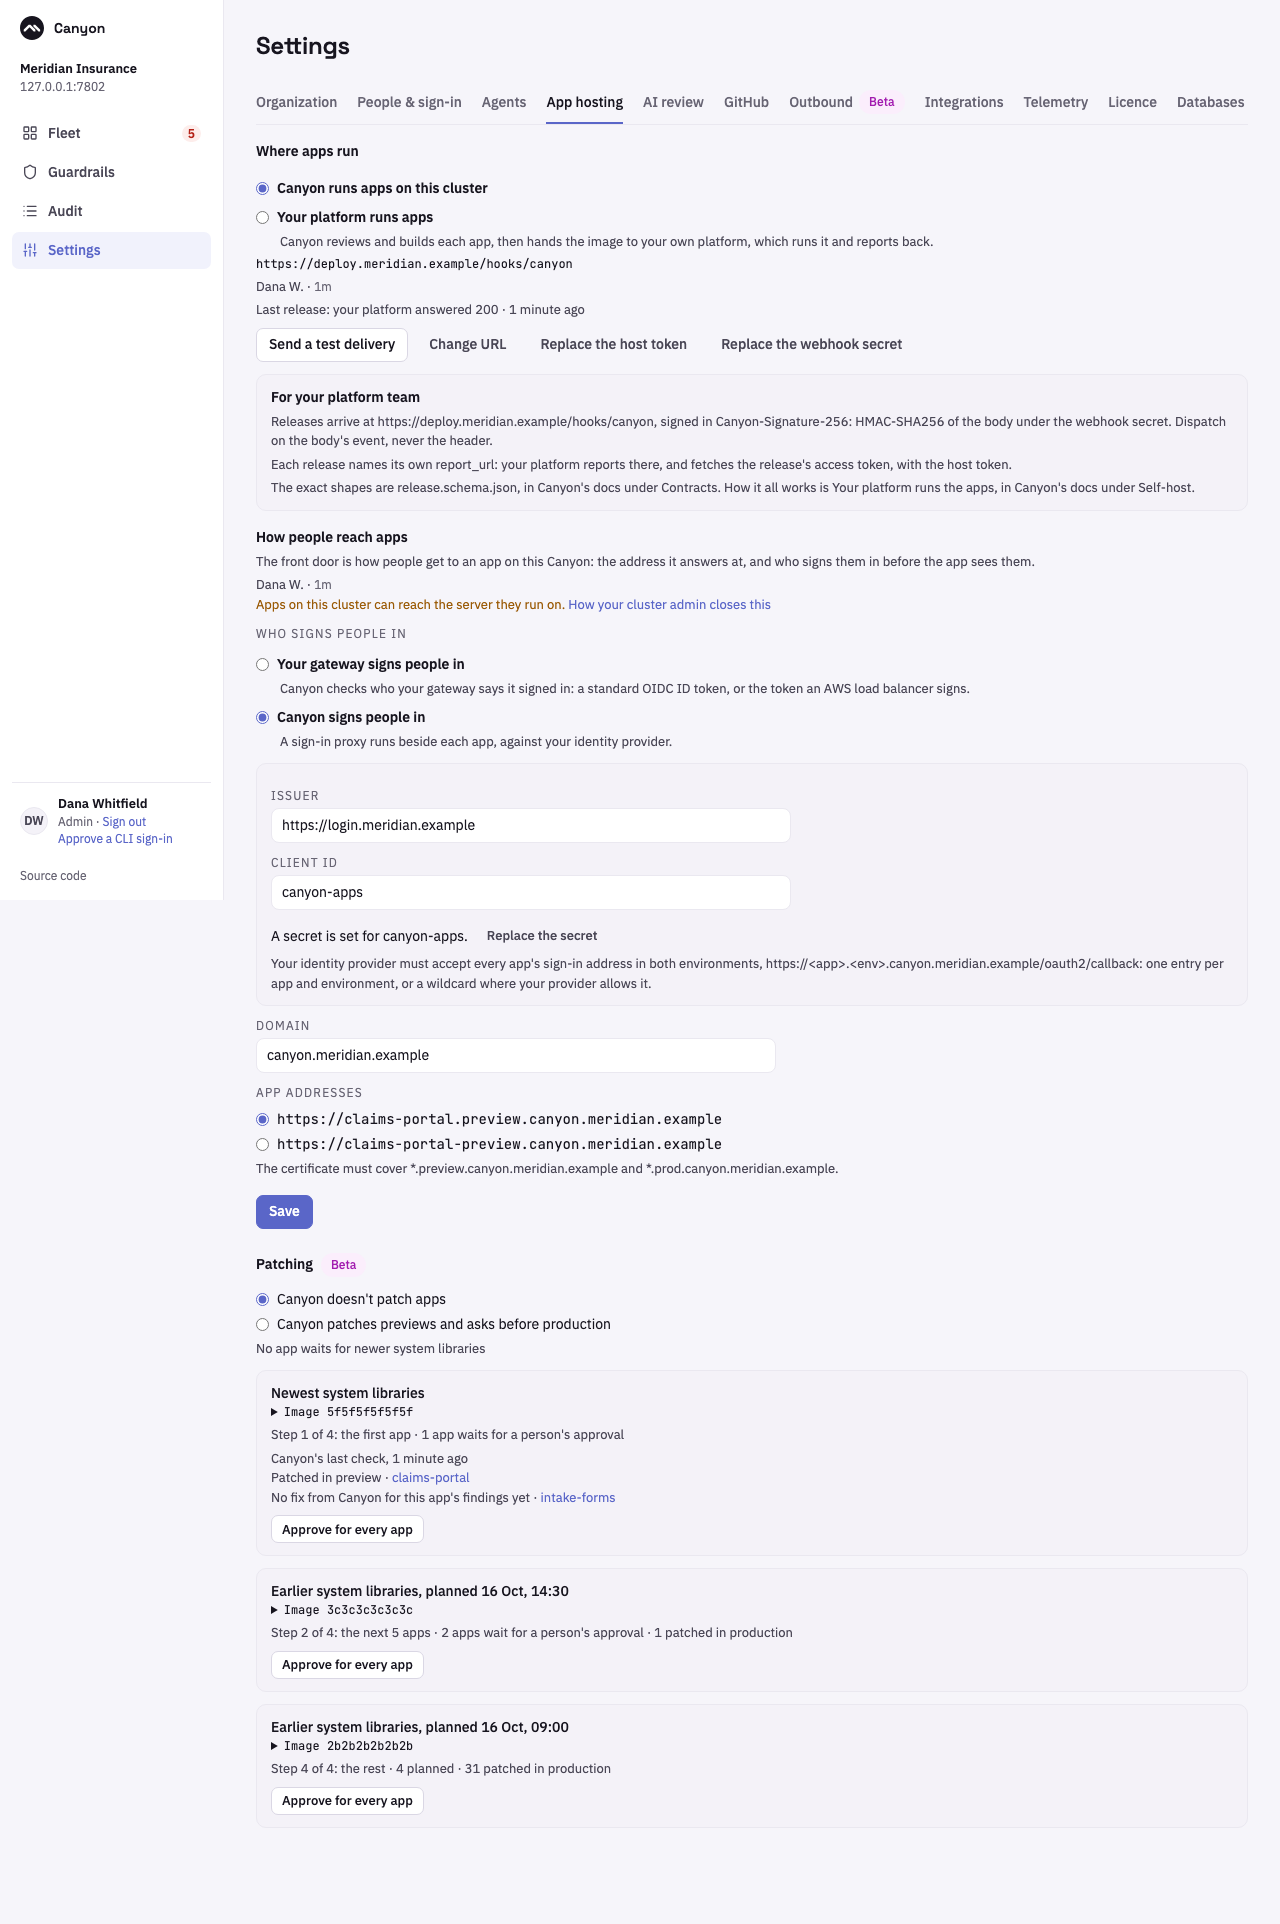 Canyon
Meridian Insurance
127.0.0.1:7802
Fleet 5
Guardrails
Audit
Settings
Dana Whitfield
DW
Admin · Sign out
Approve a CLI sign-in
Source code
Settings
Organization People & sign-in Agents App hosting AI review GitHub Outbound Beta Integrations Telemetry Licence Databases
Where apps run
Canyon runs apps on this cluster
Your platform runs apps
Canyon reviews and builds each app, then hands the image to your own platform, which runs it and reports back.
https://deploy.meridian.example/hooks/canyon
Dana W. · 1m
Last release: your platform answered 200 · 1 minute ago
Send a test delivery Change URL Replace the host token Replace the webhook secret
For your platform team
Releases arrive at https://deploy.meridian.example/hooks/canyon, signed in Canyon-Signature-256: HMAC-SHA256 of the body under the webhook secret. Dispatch
on the body's event, never the header.
Each release names its own report_url: your platform reports there, and fetches the release's access token, with the host token.
The exact shapes are release.schema.json, in Canyon's docs under Contracts. How it all works is Your platform runs the apps, in Canyon's docs under Self-host.
How people reach apps
The front door is how people get to an app on this Canyon: the address it answers at, and who signs them in before the app sees them.
Dana W. · 1m
Apps on this cluster can reach the server they run on. How your cluster admin closes this
WHO SIGNS PEOPLE IN
Your gateway signs people in
Canyon checks who your gateway says it signed in: a standard OIDC ID token, or the token an AWS load balancer signs.
Canyon signs people in
A sign-in proxy runs beside each app, against your identity provider.
ISSUER
https://login.meridian.example
CLIENT ID
canyon-apps
A secret is set for canyon-apps. Replace the secret
Your identity provider must accept every app's sign-in address in both environments, https://<app>.<env>.canyon.meridian.example/oauth2/callback: one entry per
app and environment, or a wildcard where your provider allows it.
DOMAIN
canyon.meridian.example
APP ADDRESSES
https://claims-portal.preview.canyon.meridian.example
https://claims-portal-preview.canyon.meridian.example
The certificate must cover *.preview.canyon.meridian.example and *.prod.canyon.meridian.example.
Save
Patching Beta
Canyon doesn't patch apps
Canyon patches previews and asks before production
No app waits for newer system libraries
Newest system libraries
Image 5f5f5f5f5f5f
Step 1 of 4: the first app · 1 app waits for a person's approval
Canyon's last check, 1 minute ago
Patched in preview · claims-portal
No fix from Canyon for this app's findings yet · intake-forms
Approve for every app
Earlier system libraries, planned 16 Oct, 14:30
Image 3c3c3c3c3c3c
Step 2 of 4: the next 5 apps · 2 apps wait for a person's approval · 1 patched in production
Approve for every app
Earlier system libraries, planned 16 Oct, 09:00
Image 2b2b2b2b2b2b
Step 4 of 4: the rest · 4 planned · 31 patched in production
Approve for every app